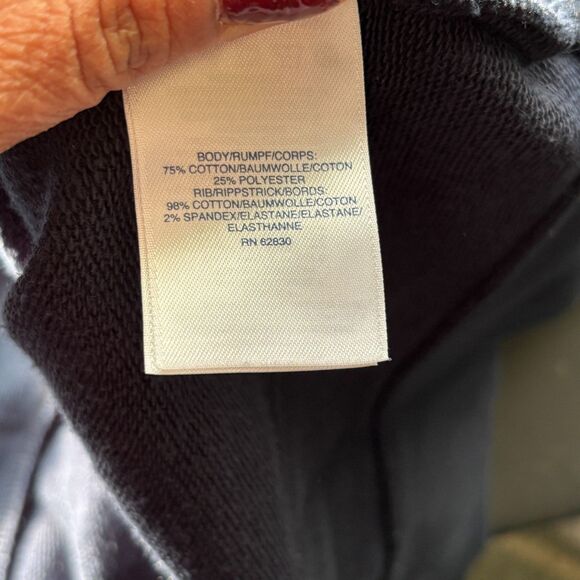 BODY/RUMPF/CORPS:
75% COTTON/BAUMWOLLE/COTON
25% POLYESTER
RIB/RIPPSTRICK/BORDS:
98% COTTON/BAUMWOLLE/COTON
2% SPANDEX/ELASTANE/ELASTANE/
ELASTHANNE
RN 62830